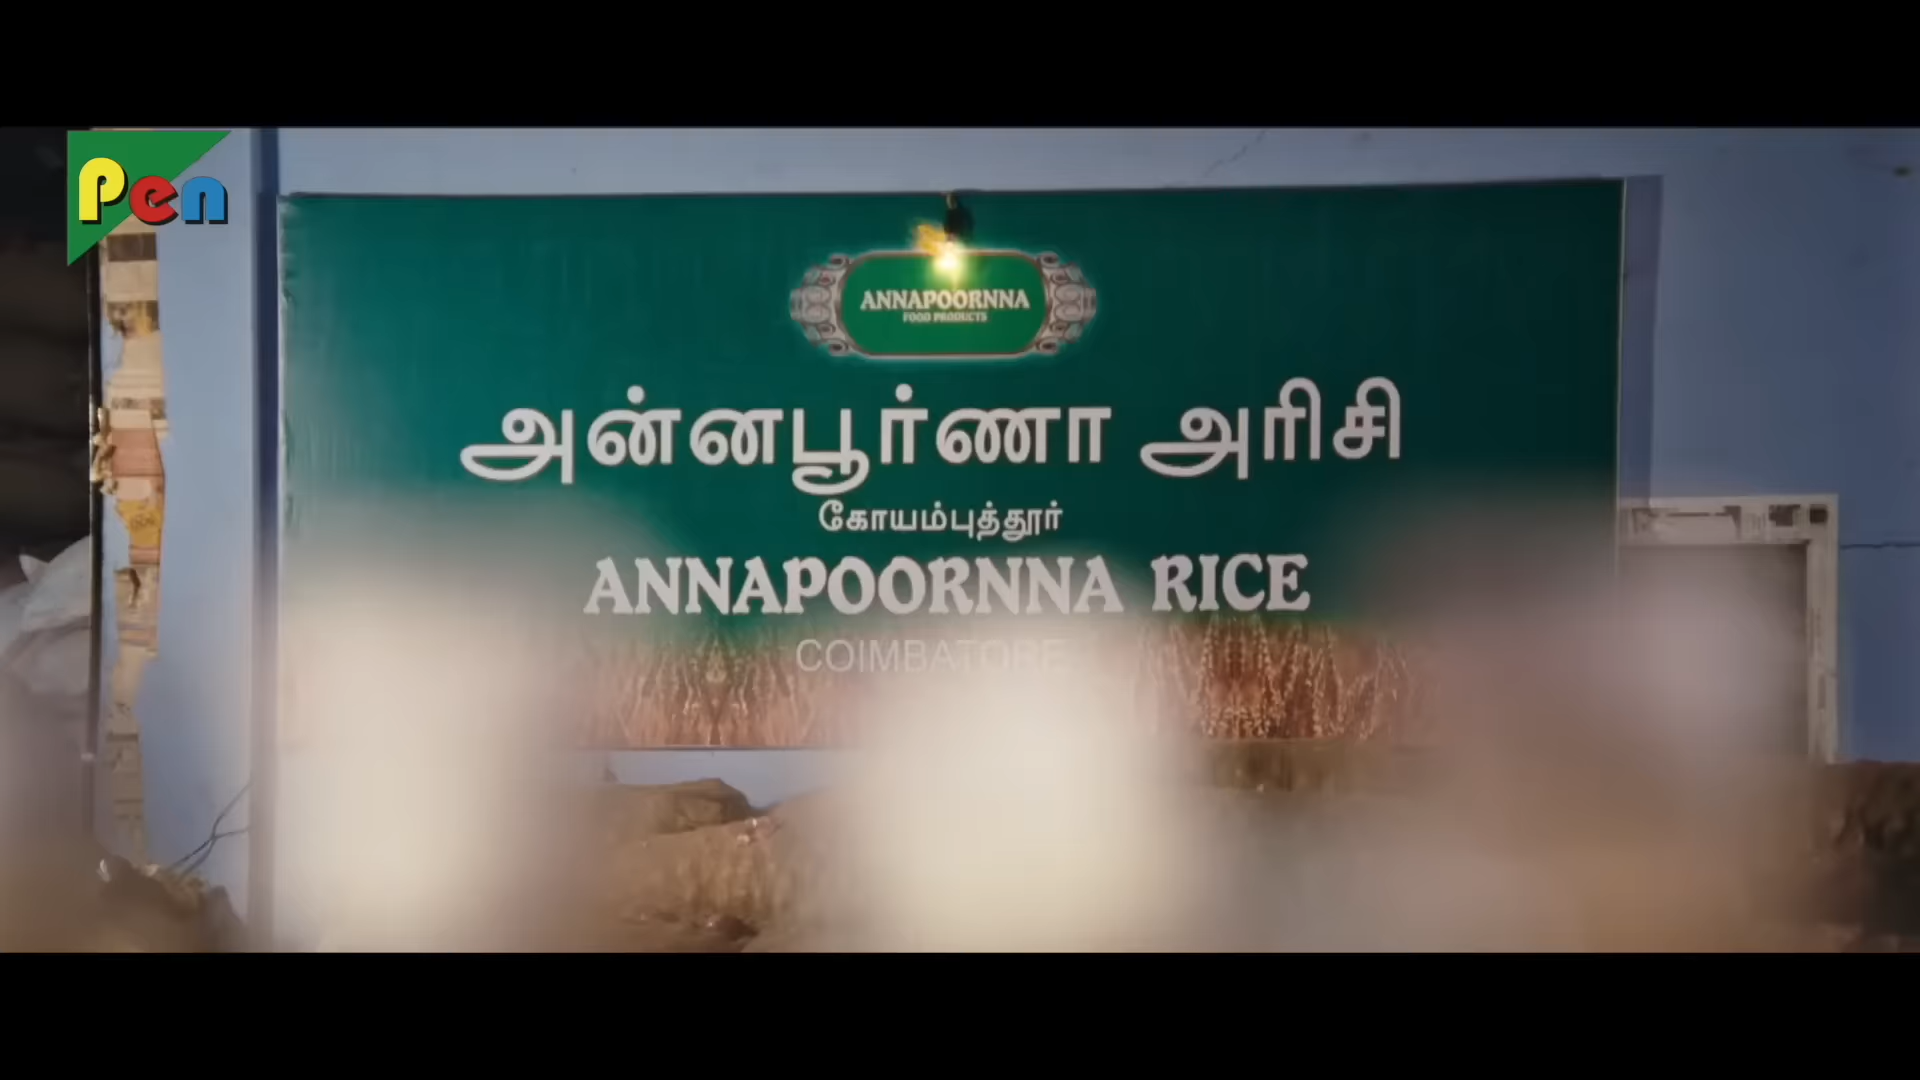 Pen
ANNAPOORNNA
FOOD PRODUCTS
அன்னபூர்ணா அரிசி
கோயம்புத்தூர்
ANNAPOORNNA RICE
COIMBATORE